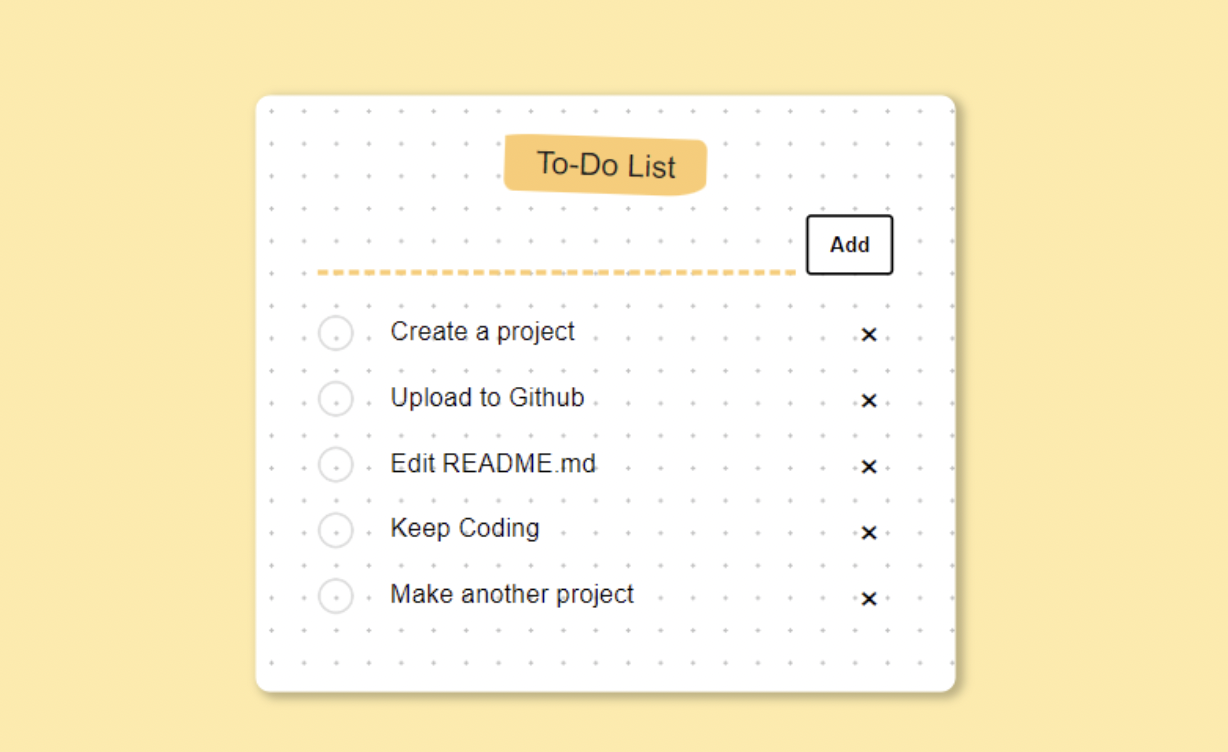 To-Do List
Add
Create a project
Upload to Github
Edit README.md
Keep Coding
Make another project